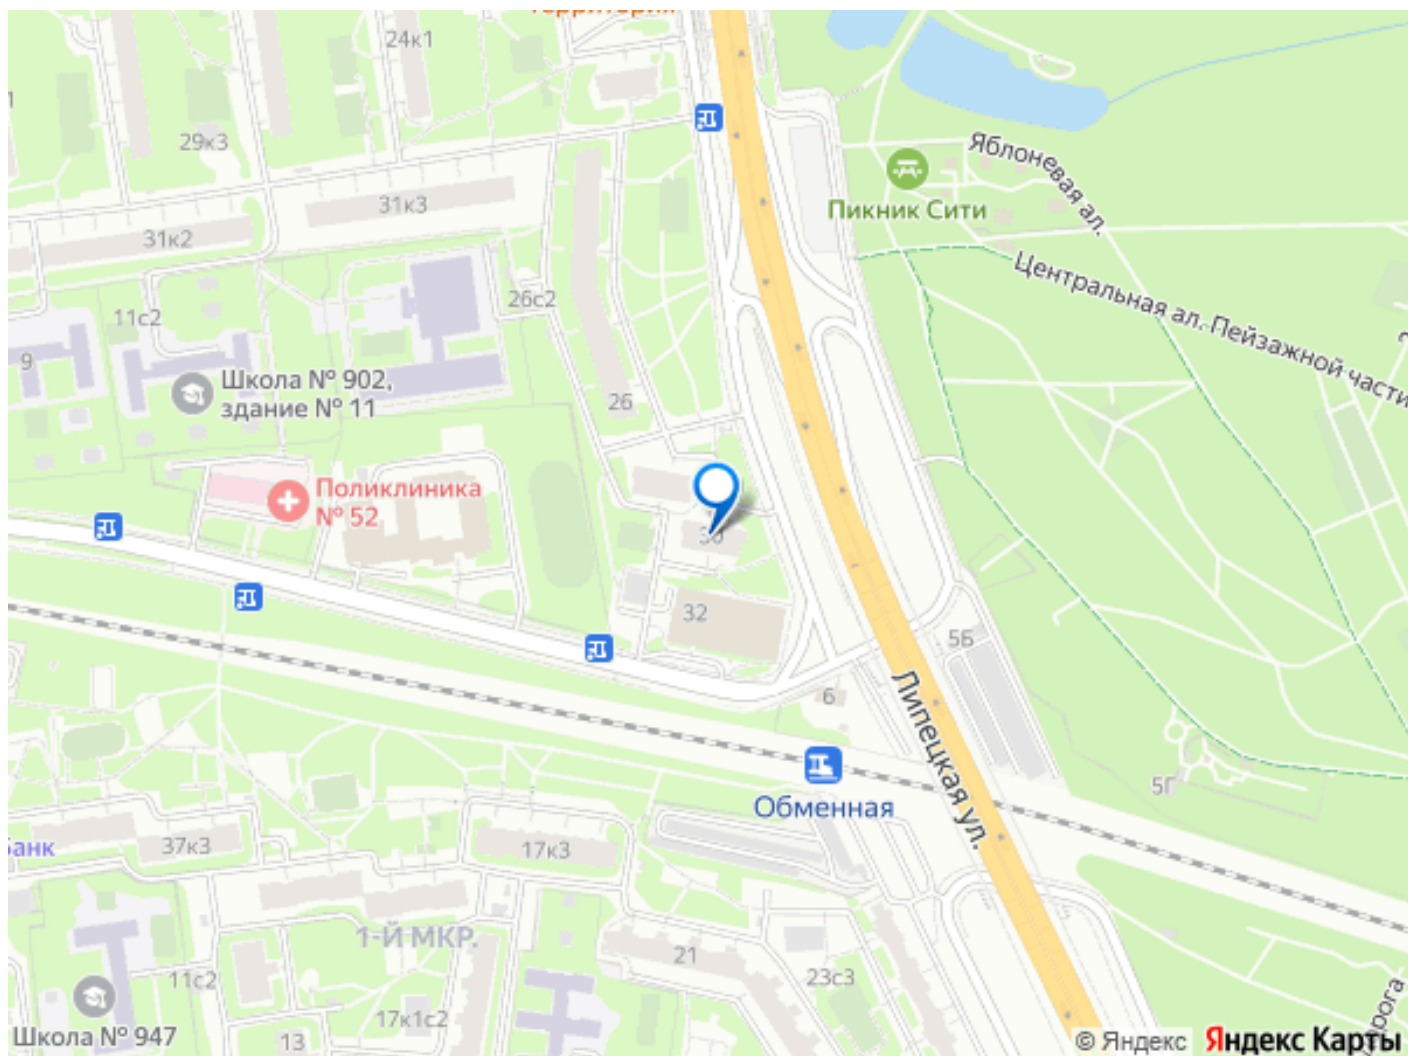 24к1
29к3
31к3
31к2
Яблоневая ал.
Пикник Сити
Центральная ал. Пейзажной части
26с2
11с2
9
Школа № 902,
здание № 11
26
Поликлиника
№ 52
30
32
5Б
6
Липецкая ул.
Обменная
5Г
37к3
17к3
1-Й МКР.
21
23с3
11с2
17к1с2
Школа № 947
13
© Яндекс
Яндекс Карты